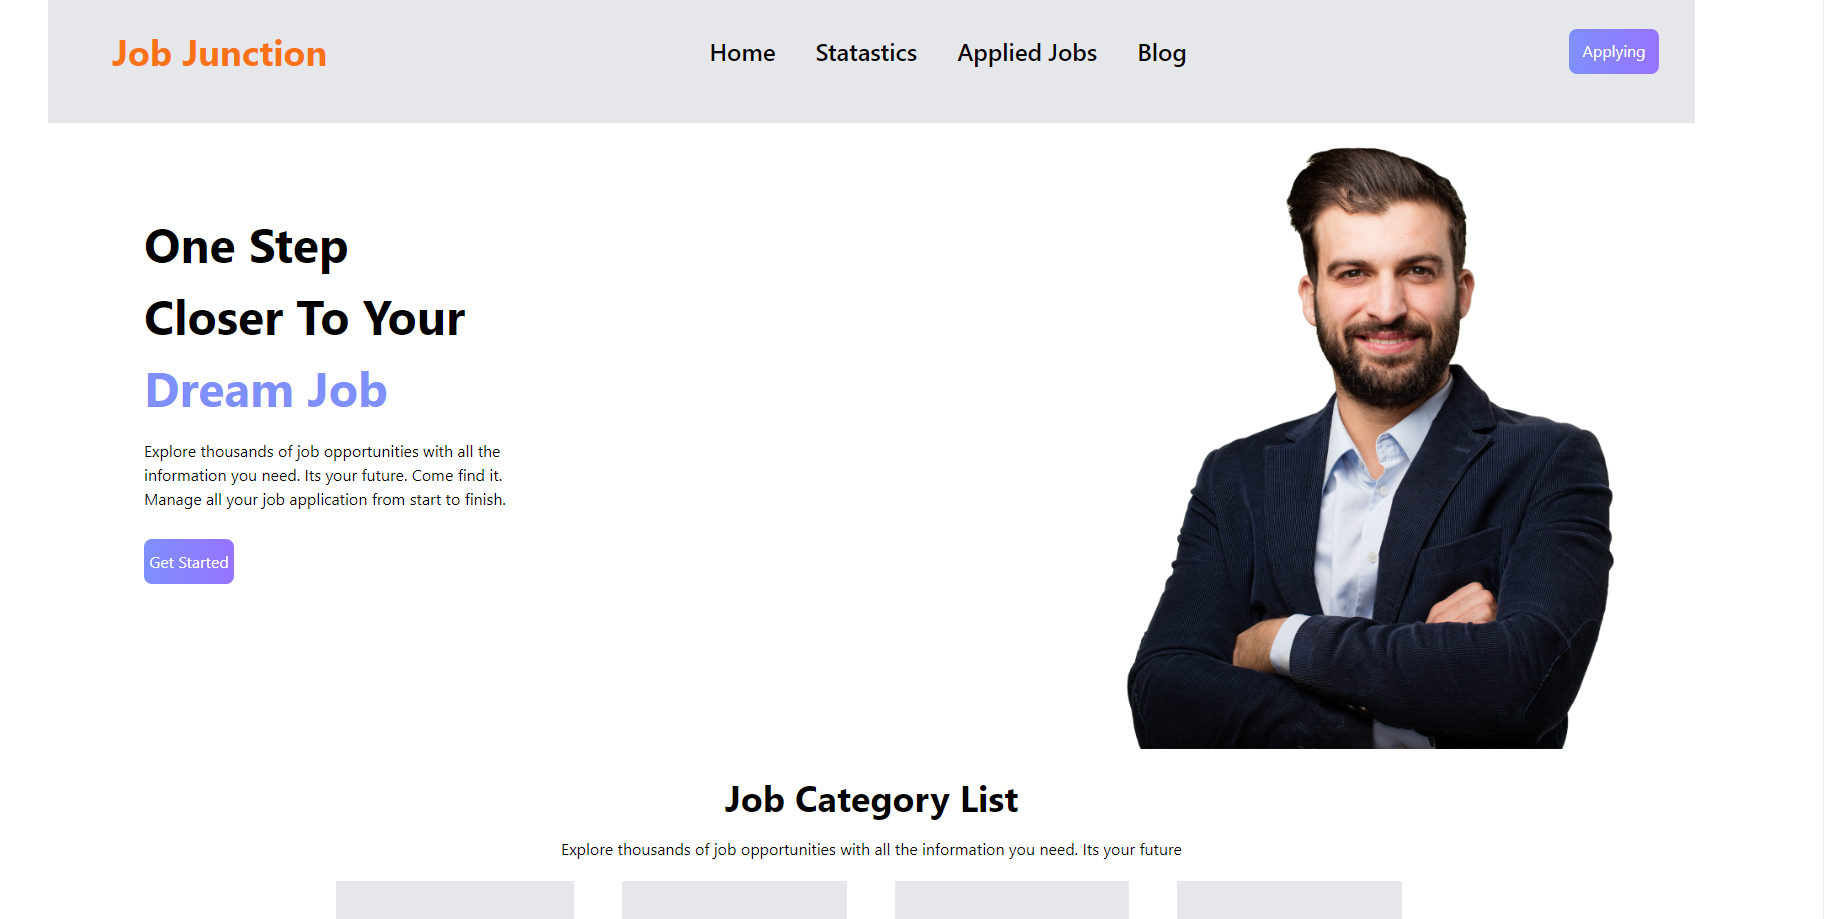 Job Junction
Home Statastics Applied Jobs Blog
Applying
One Step
Closer To Your
Dream Job
Explore thousands of job opportunities with all the
information you need. Its your future. Come find it.
Manage all your job application from start to finish.
Get Started
Job Category List
Explore thousands of job opportunities with all the information you need. Its your future